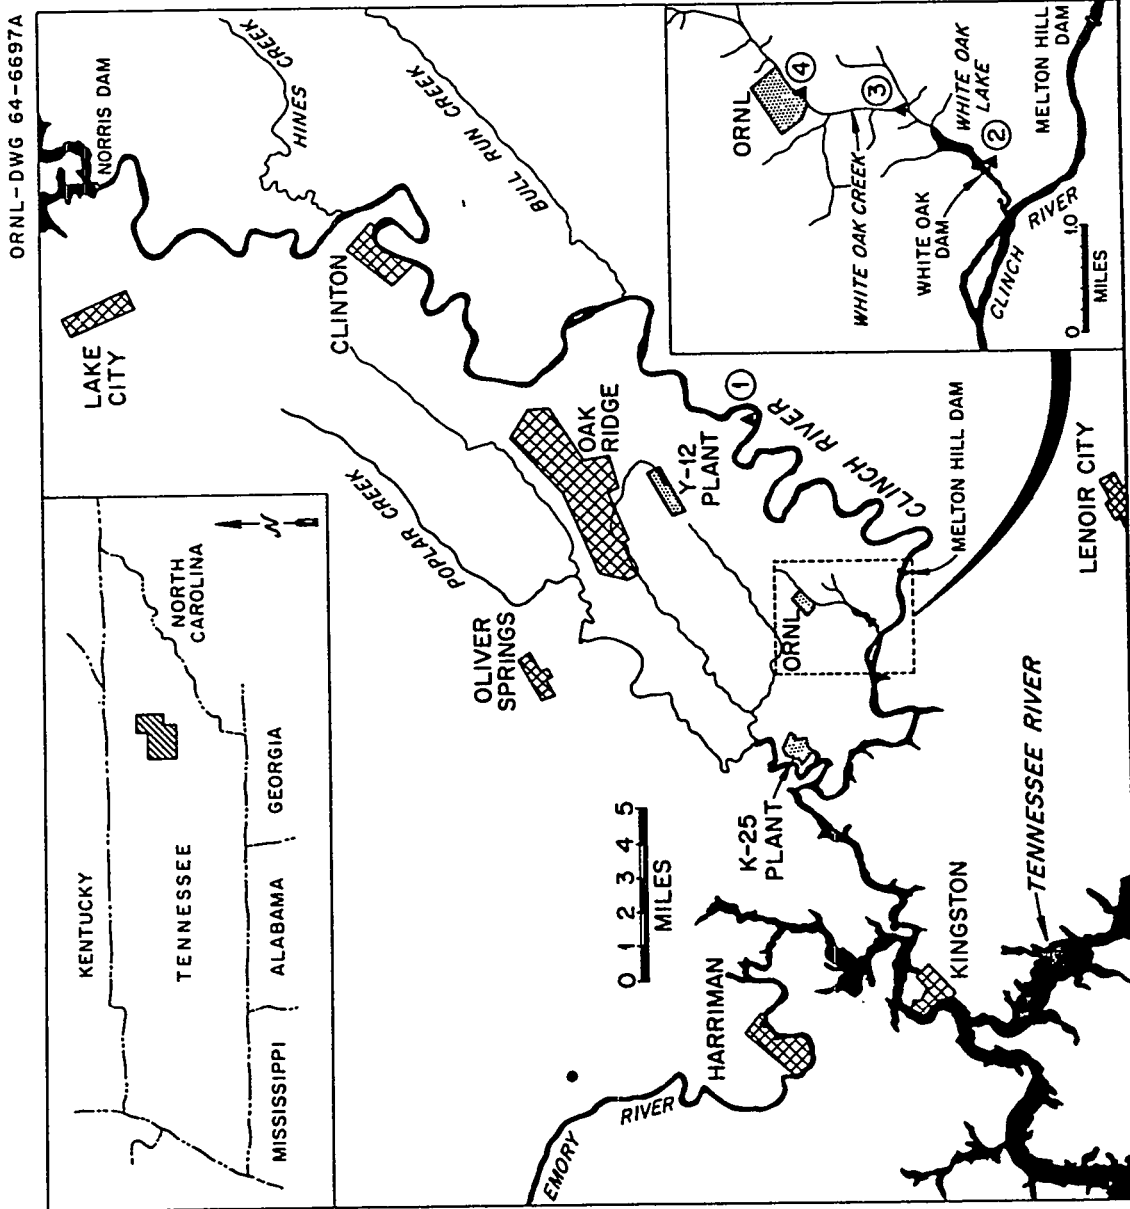 ORNL-DWG 64-6697A
KENTUCKY
TENNESSEE
NORTH
CAROLINA
MISSISSIPPI
ALABAMA
GEORGIA
N
LAKE
CITY
NORRIS DAM
HINES CREEK
CLINTON
BULL RUN CREEK
POPLAR CREEK
OLIVER
SPRINGS
OAK
RIDGE
Y-12
PLANT
1
CLINCH RIVER
ORNL
MELTON HILL DAM
K-25
PLANT
0 1 2 3 4 5
MILES
EMORY
RIVER
HARRIMAN
KINGSTON
TENNESSEE RIVER
LENOIR CITY
ORNL
4
3
WHITE OAK CREEK
WHITE OAK
LAKE
2
WHITE OAK
DAM
MELTON HILL
DAM
CLINCH
RIVER
0 1.0
MILES